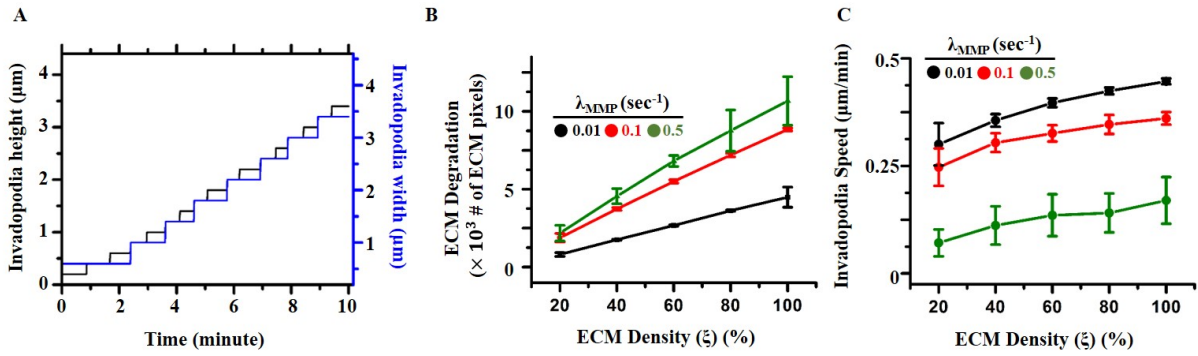 A
Invadopodia height (μm)
4
3
2
1
0
0
2
4
6
8
10
Time (minute)
4
3
2
1
Invadopodia width (μm)
B
ECM Degradation
(× 10³ # of ECM pixels)
10
5
0
λMMP (sec⁻¹)
0.01 0.1 0.5
20
40
60
80
100
ECM Density (ξ) (%)
C
Invadopodia Speed (μm/min)
0.5
0.25
0
λMMP (sec⁻¹)
0.01 0.1 0.5
20
40
60
80
100
ECM Density (ξ) (%)